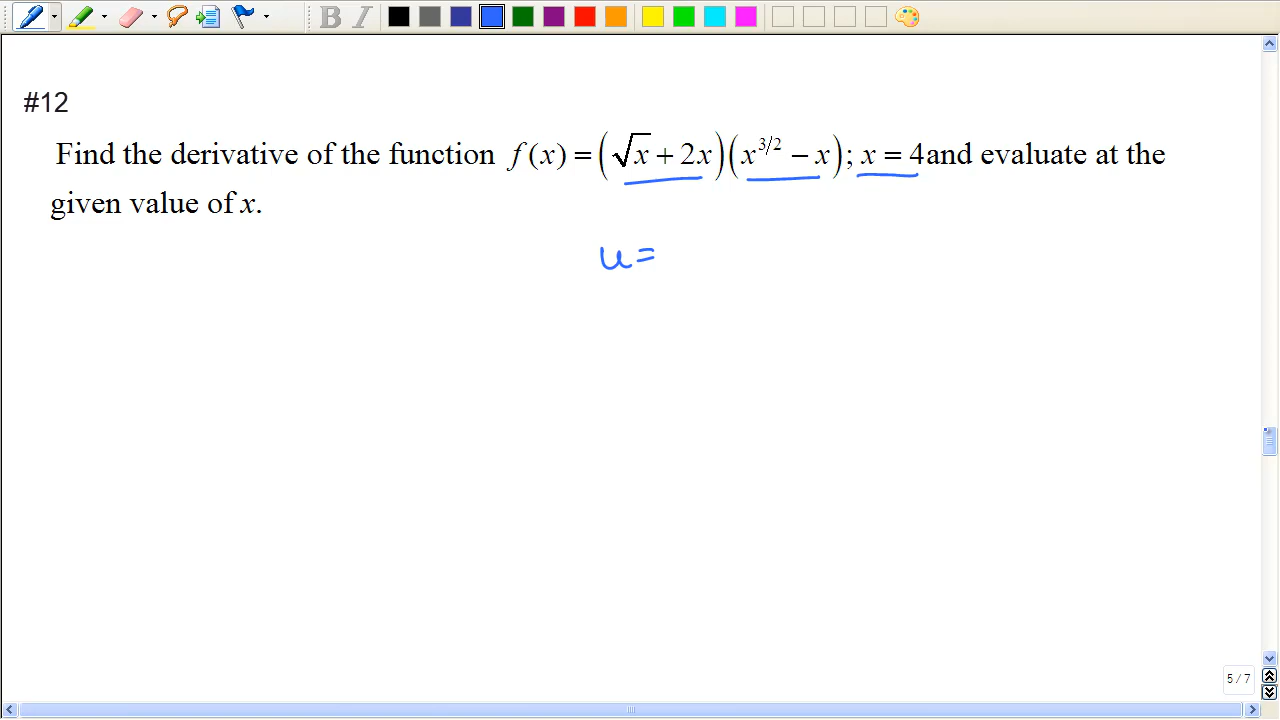 B I
#12
Find the derivative of the function f(x) = (√x + 2x)(x^{3/2} − x); x = 4 and evaluate at the
given value of x.
u =
5 / 7